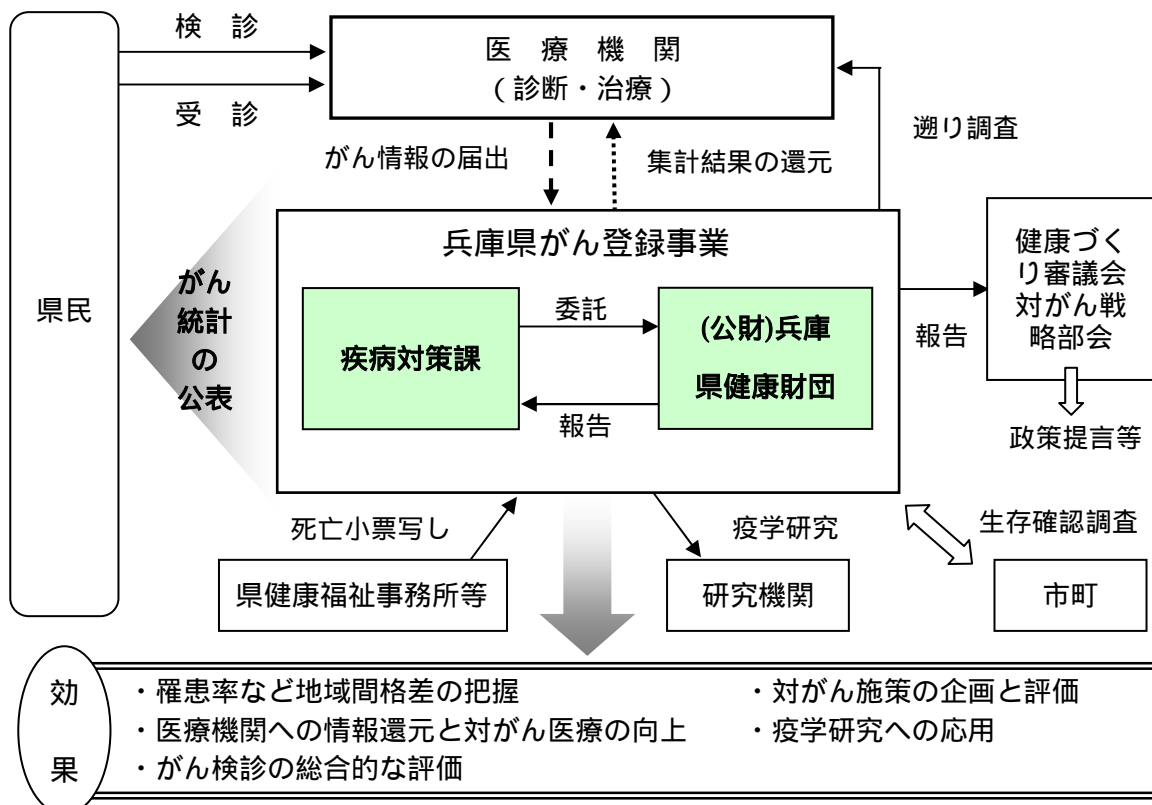 検　診
受　診
医　療　機　関
（診断・治療）
遡り調査
がん情報の届出
集計結果の還元
県民
がん
統計
の
公表
兵庫県がん登録事業
疾病対策課
委託
報告
(公財)兵庫
県健康財団
報告
健康づく
り審議会
対がん戦
略部会
政策提言等
死亡小票写し
疫学研究
生存確認調査
県健康福祉事務所等
研究機関
市町
効
果
・罹患率など地域間格差の把握
・対がん施策の企画と評価
・医療機関への情報還元と対がん医療の向上
・疫学研究への応用
・がん検診の総合的な評価